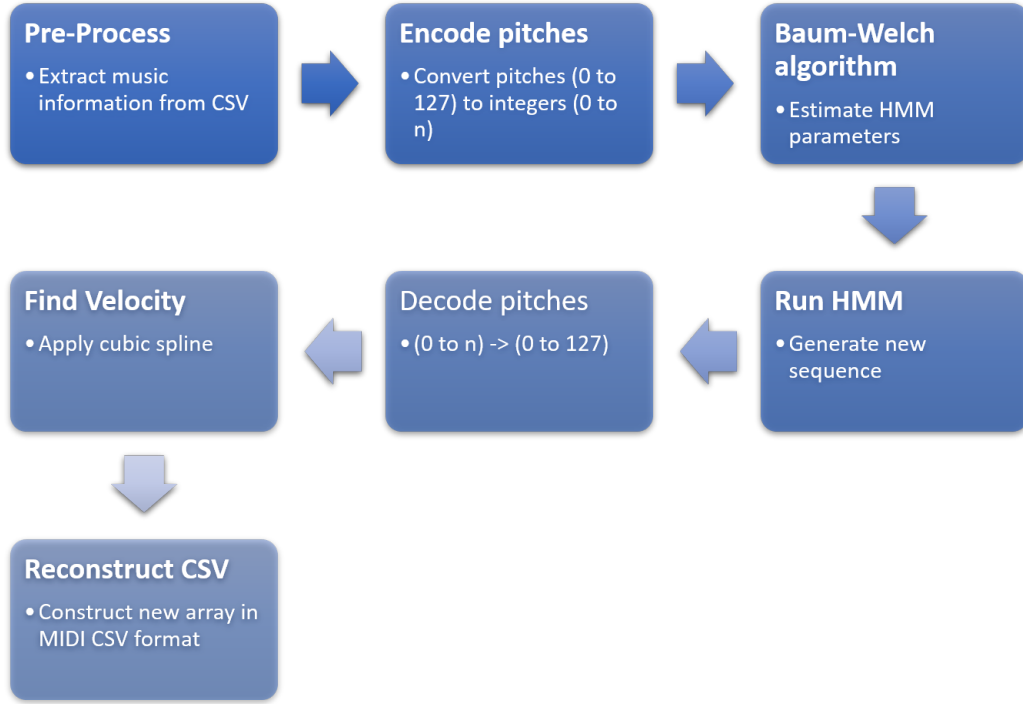 Pre-Process
• Extract music
information from CSV
Encode pitches
• Convert pitches (0 to
127) to integers (0 to
n)
Baum-Welch
algorithm
• Estimate HMM
parameters
Run HMM
• Generate new
sequence
Decode pitches
• (0 to n) -> (0 to 127)
Find Velocity
• Apply cubic spline
Reconstruct CSV
• Construct new array in
MIDI CSV format